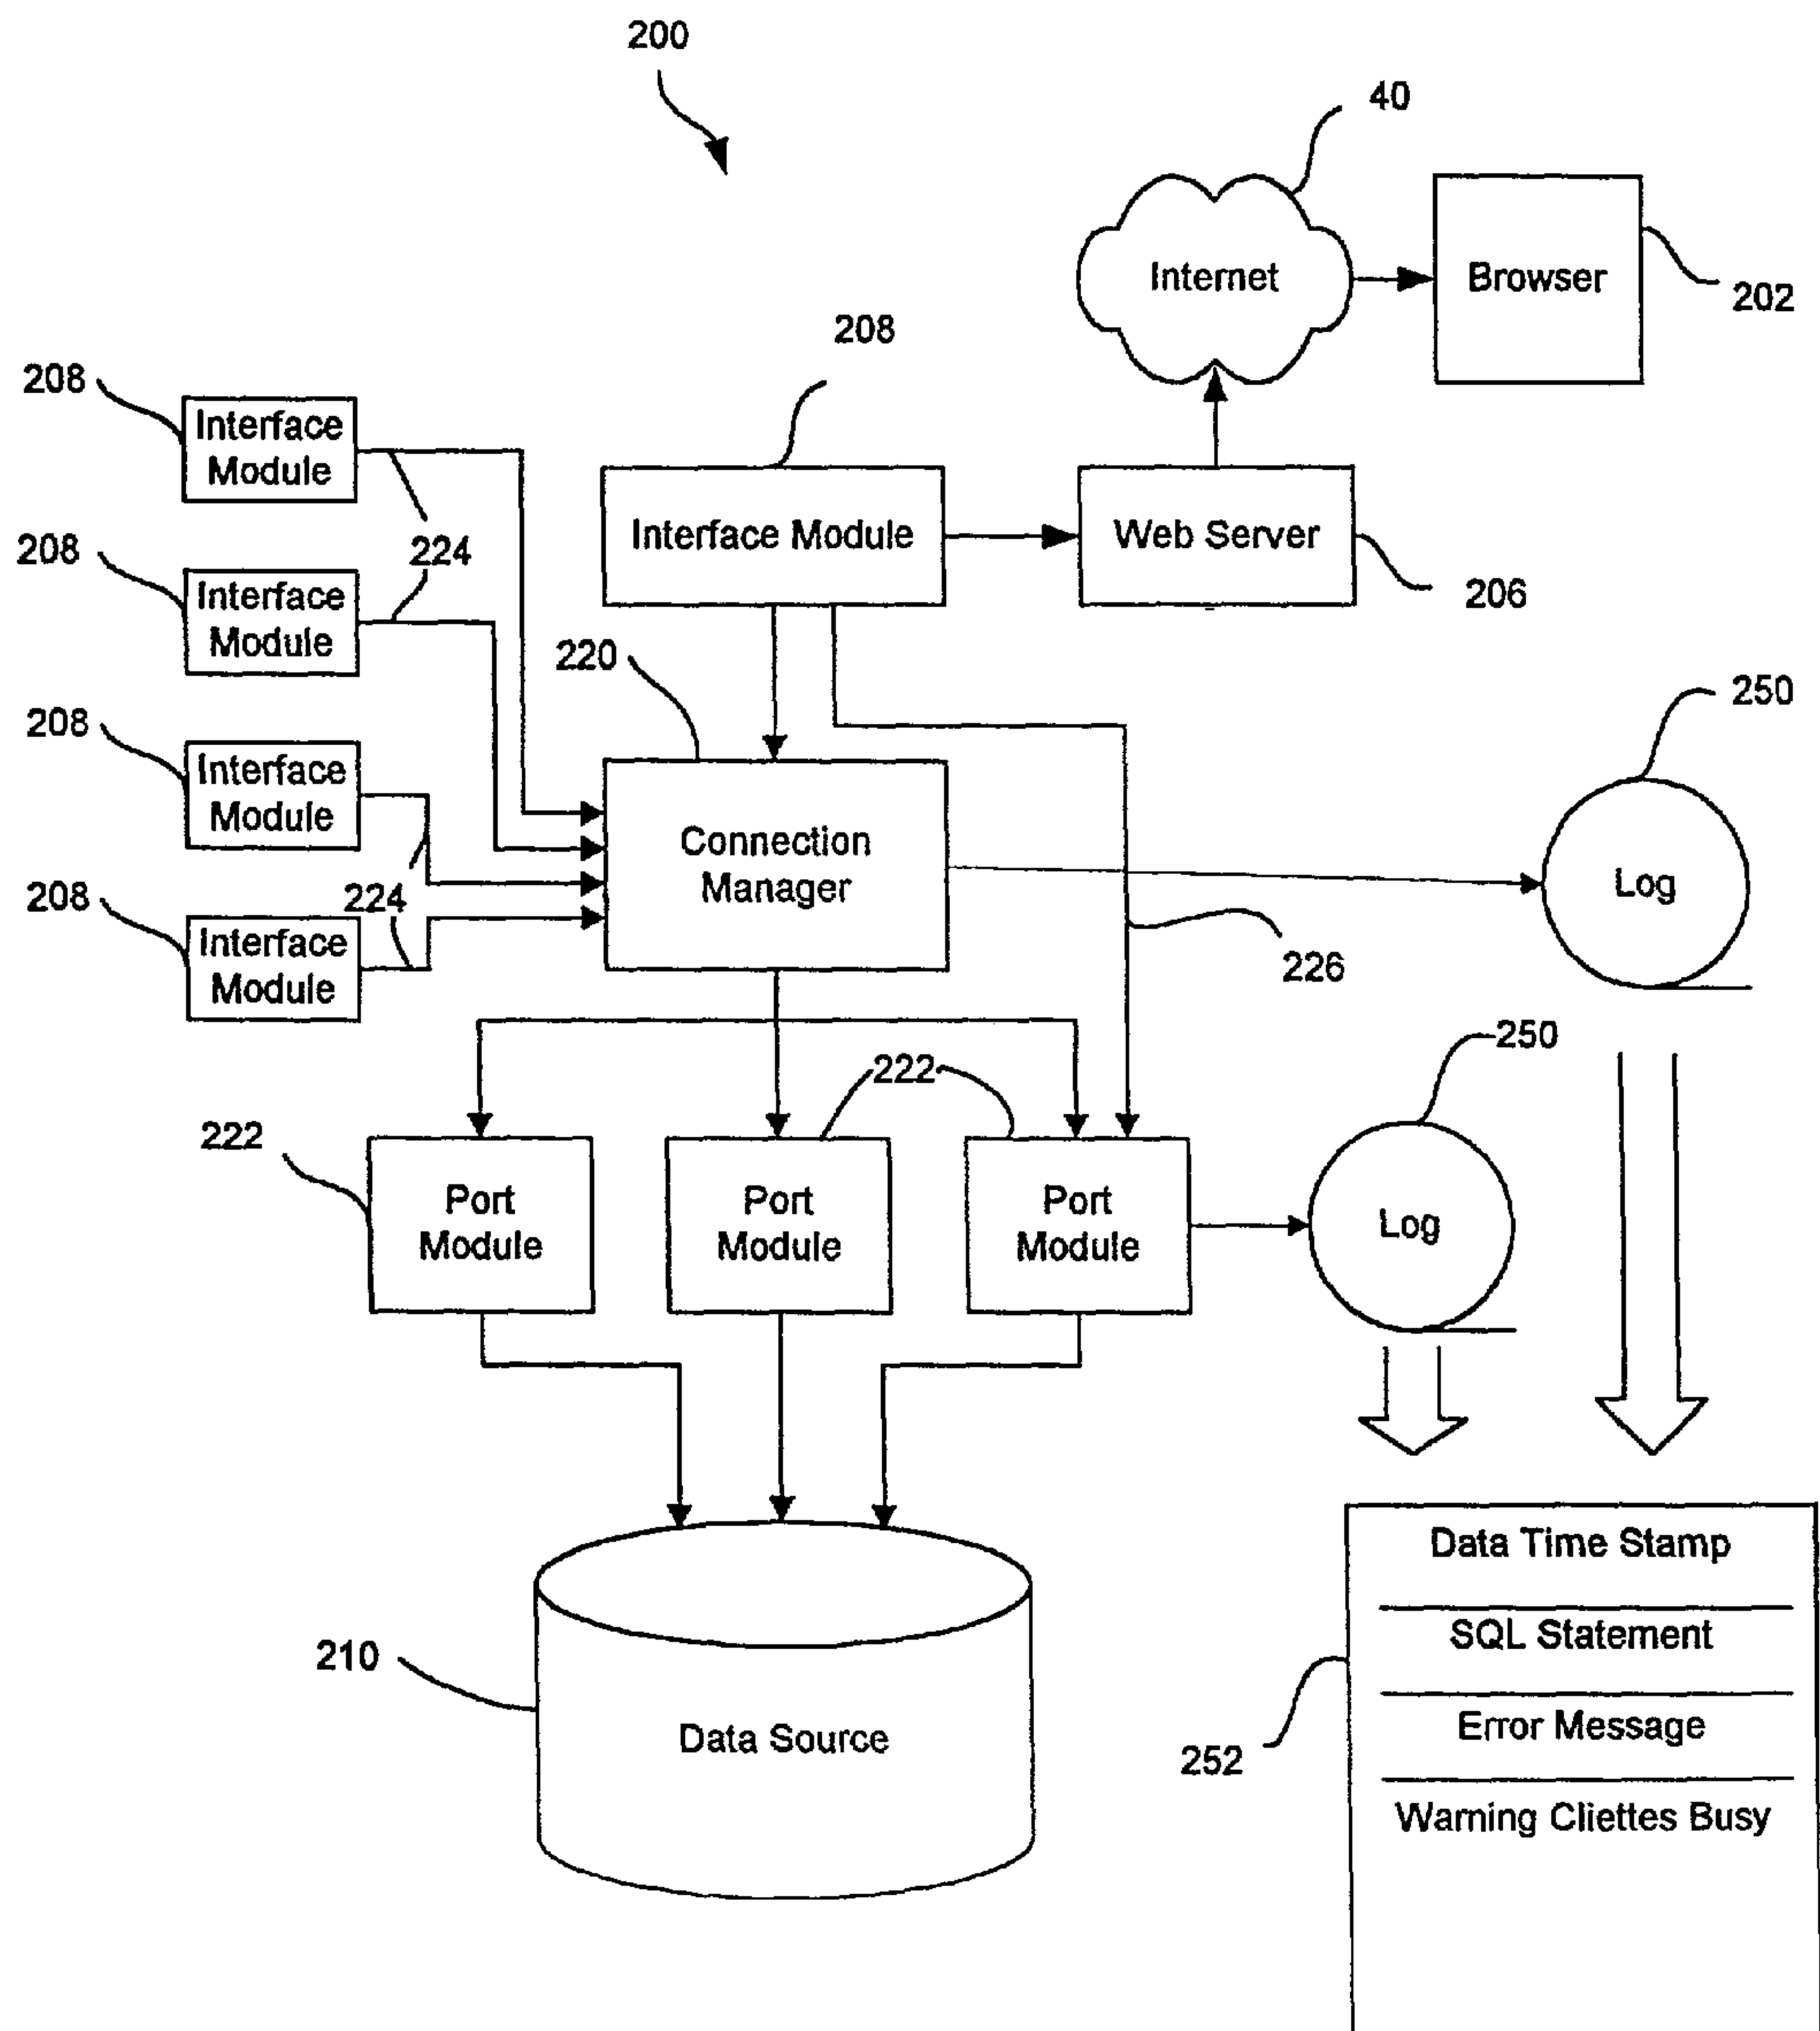 200
40
Internet
Browser
202
208
208
Interface
Module
Interface Module
Web Server
206
224
208
Interface
Module
220
250
208
Interface
Module
Connection
Manager
Log
224
208
Interface
Module
226
250
222
222
Port
Module
Port
Module
Port
Module
Log
Data Time Stamp
SQL Statement
210
Error Message
Data Source
252
Warning Cliettes Busy